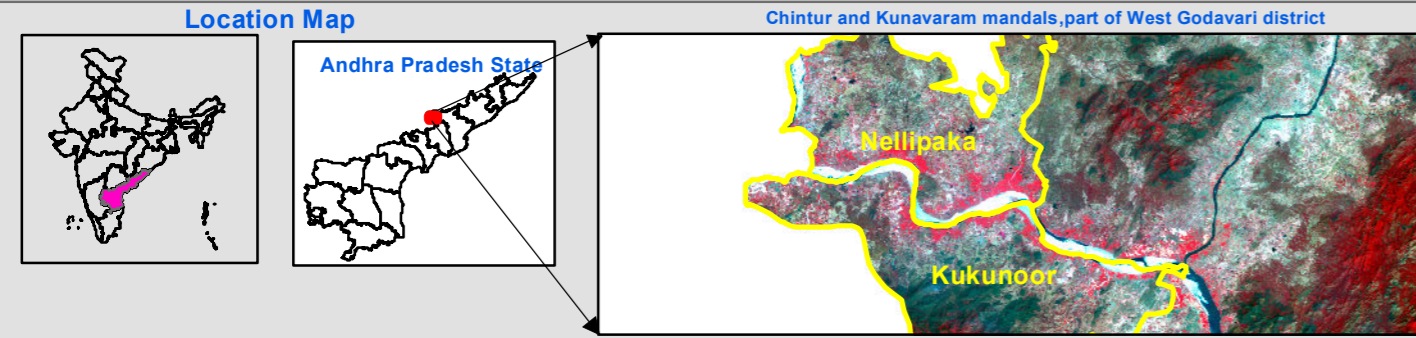 Location Map
Chintur and Kunavaram mandals,part of West Godavari district
Andhra Pradesh State
Nellipaka
Kukunoor